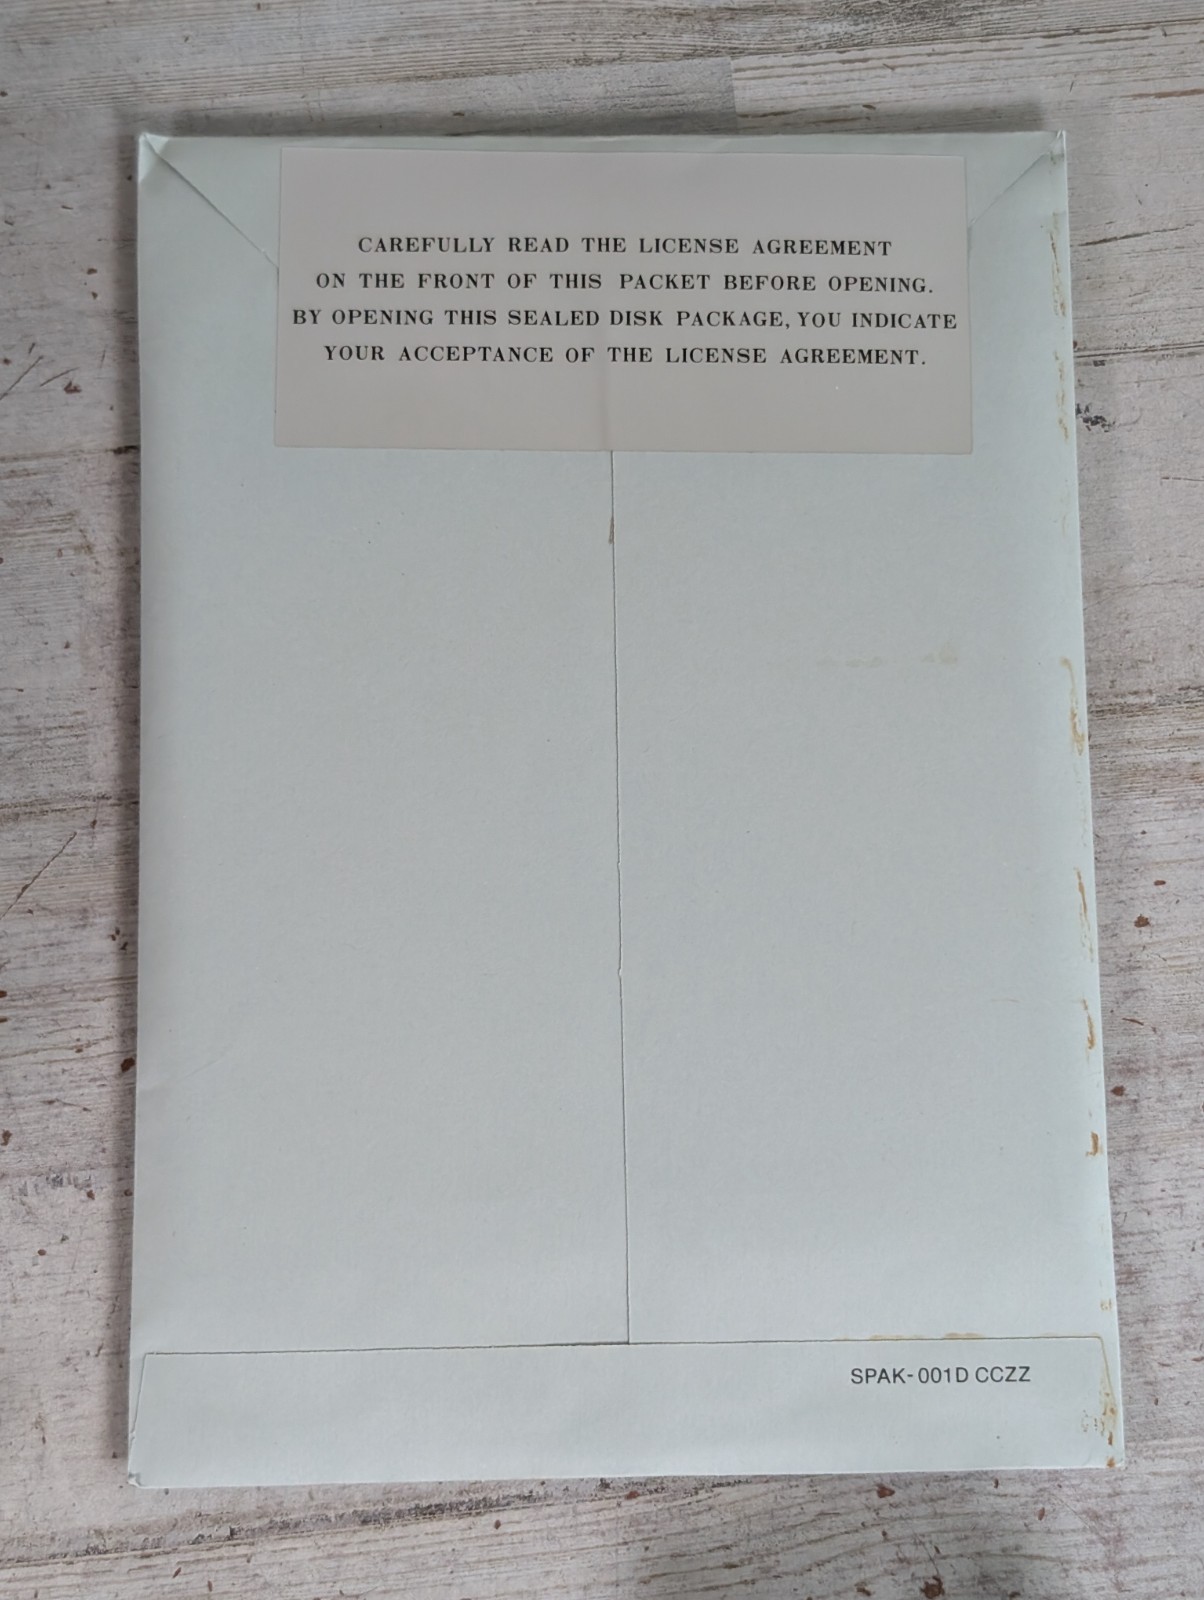 CAREFULLY READ THE LICENSE AGREEMENT
ON THE FRONT OF THIS PACKET BEFORE OPENING.
BY OPENING THIS SEALED DISK PACKAGE, YOU INDICATE
YOUR ACCEPTANCE OF THE LICENSE AGREEMENT.
SPAK-001D CCZZ